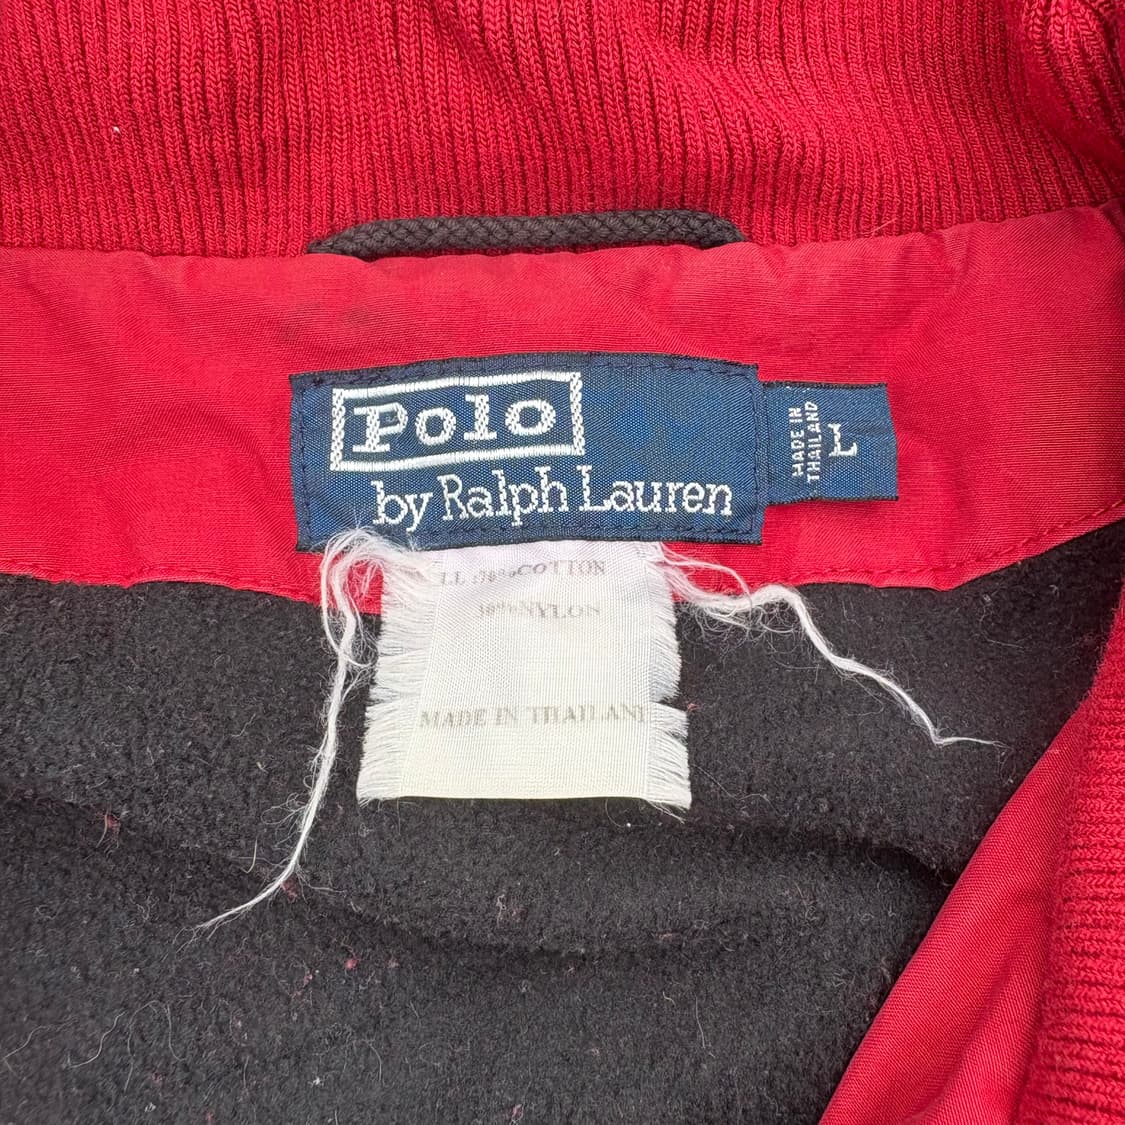 Polo
by Ralph Lauren
MADE IN
THAILAND
L
COTTON
NYLON
MADE IN THAILAND